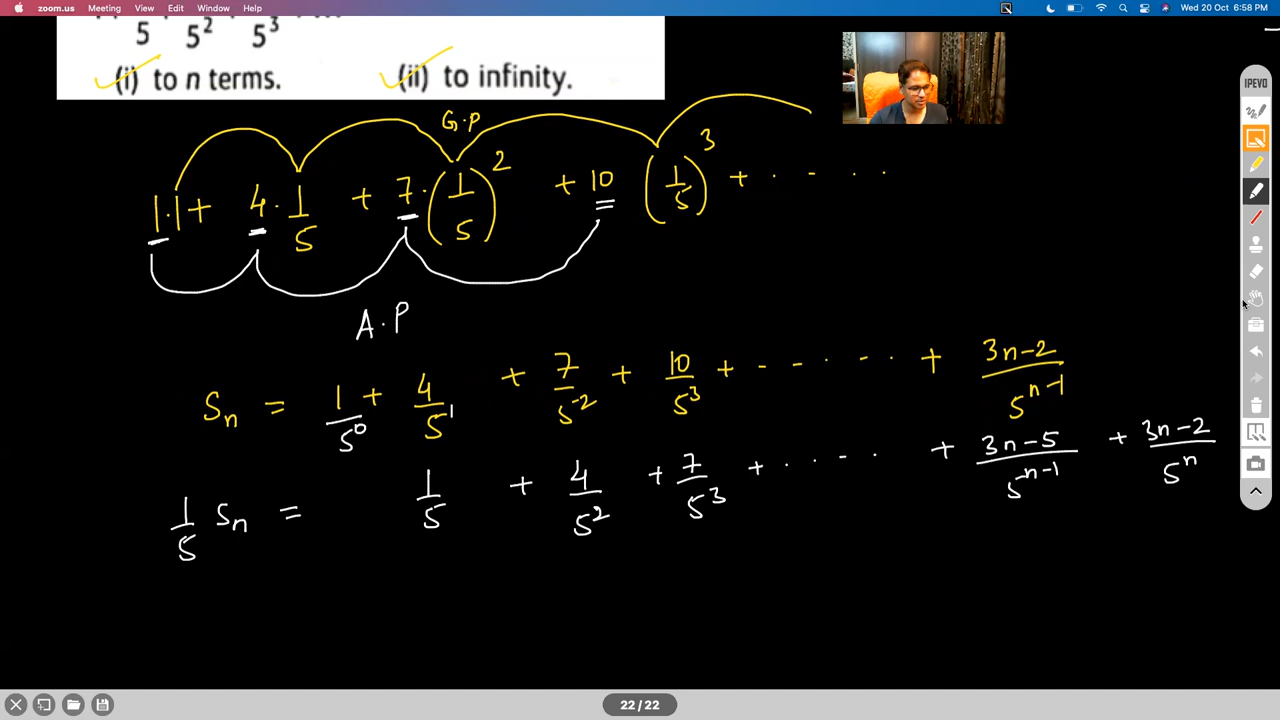 zoom.us Meeting View Edit Window Help Wed 20 Oct 6:58 PM
5 5² 5³
(i) to n terms. (ii) to infinity.
IPEVO
G.P
1·1 + 4·1/5 + 7·(1/5)² + 10 (1/5)³ + · - · ·
A.P
Sₙ = 1/5⁰ + 4/5¹ + 7/5⁻² + 10/5³ + - - · - · · + (3n-2)/5ⁿ⁻¹
1/5 Sₙ = 1/5 + 4/5² + 7/5³ + · · - · · + (3n-5)/5ⁿ⁻¹ + (3n-2)/5ⁿ
22/22